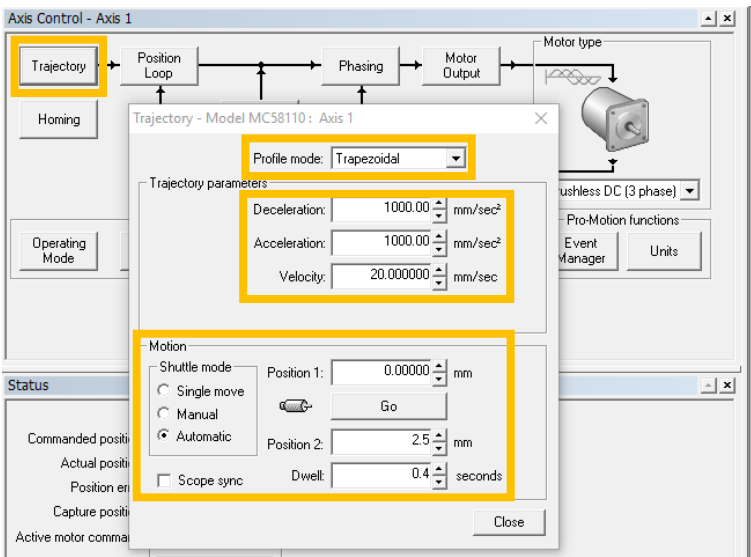 Axis Control - Axis 1
Trajectory
Position
Loop
Phasing
Motor
Output
Motor type
Homing
Trajectory - Model MC58110 : Axis 1
Profile mode: Trapezoidal
Trajectory parameters
Deceleration: 1000.00 mm/sec²
Acceleration: 1000.00 mm/sec²
Velocity: 20.000000 mm/sec
rushless DC (3 phase)
Pro-Motion functions
Operating
Mode
Event
Manager
Units
Motion
Shuttle mode
Single move
Manual
Automatic
Scope sync
Position 1: 0.00000 mm
Go
Position 2: 2.5 mm
Dwell: 0.4 seconds
Close
Status
Commanded positi
Actual positi
Position err
Capture positi
Active motor comma